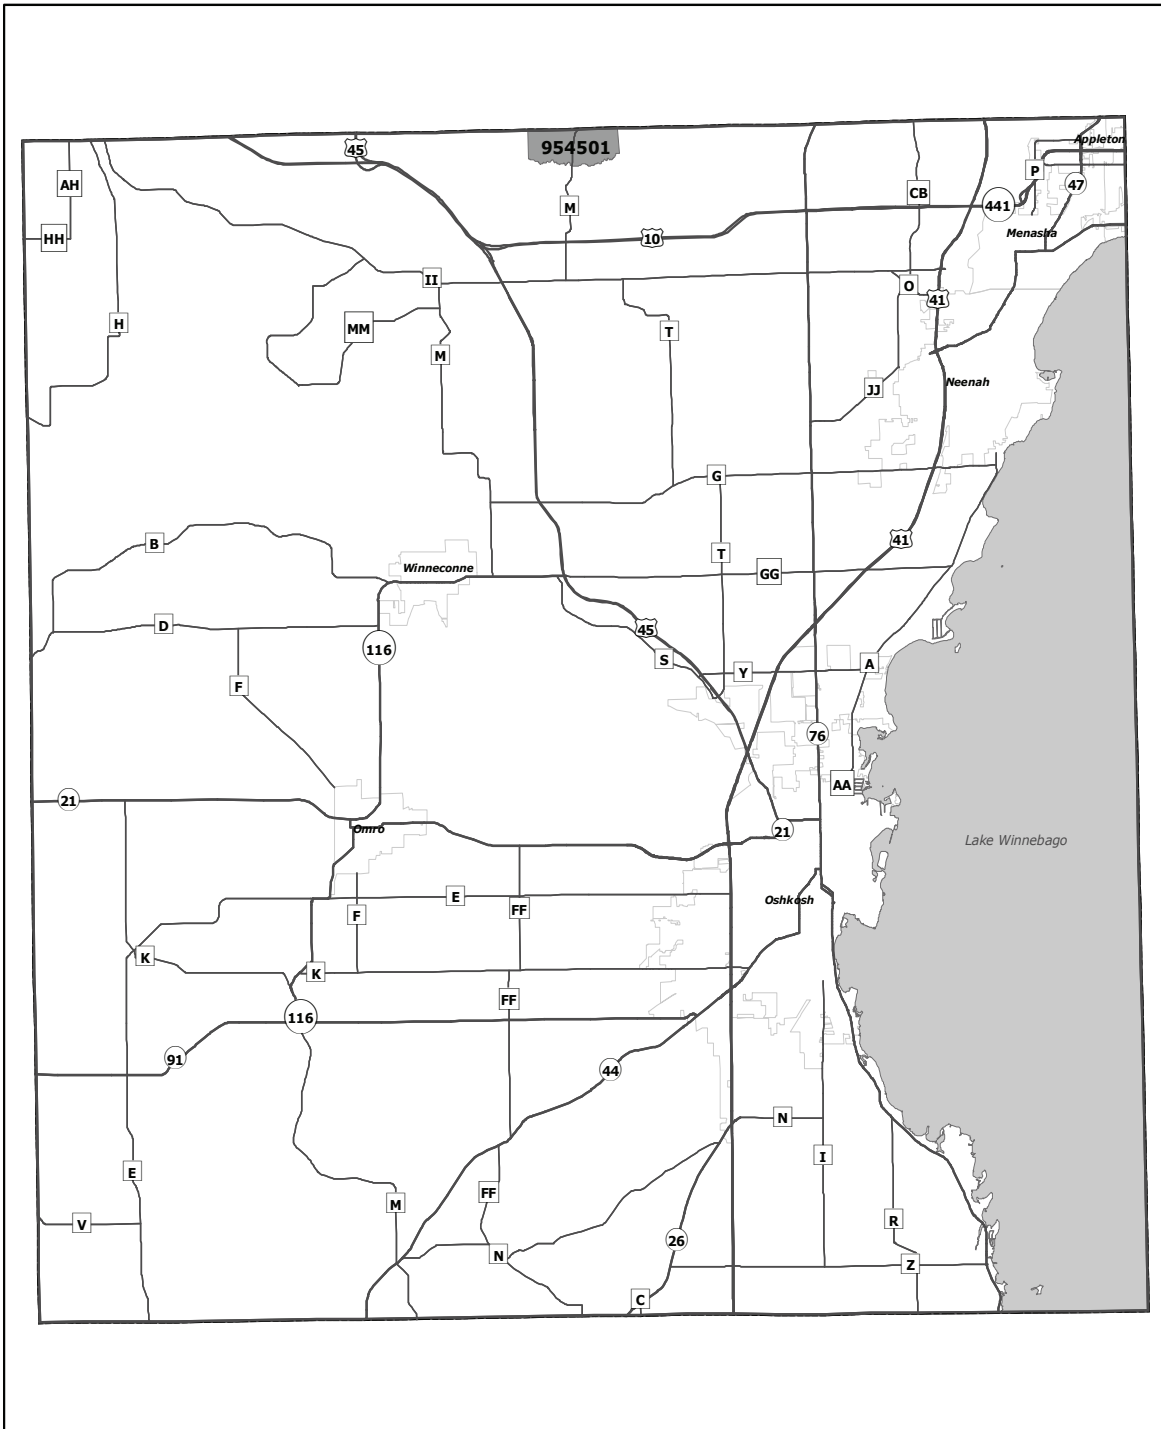 Appleton
45
954501
P
47
AH
CB
M
441
HH
Menasha
10
II
O
41
H
MM
T
M
Neenah
JJ
G
41
B
T
Winneconne
GG
D
45
116
S
A
Y
F
76
AA
21
Omro
21
Lake Winnebago
E
Oshkosh
F
FF
K
K
FF
116
91
44
N
I
E
FF
M
V
R
26
N
Z
C